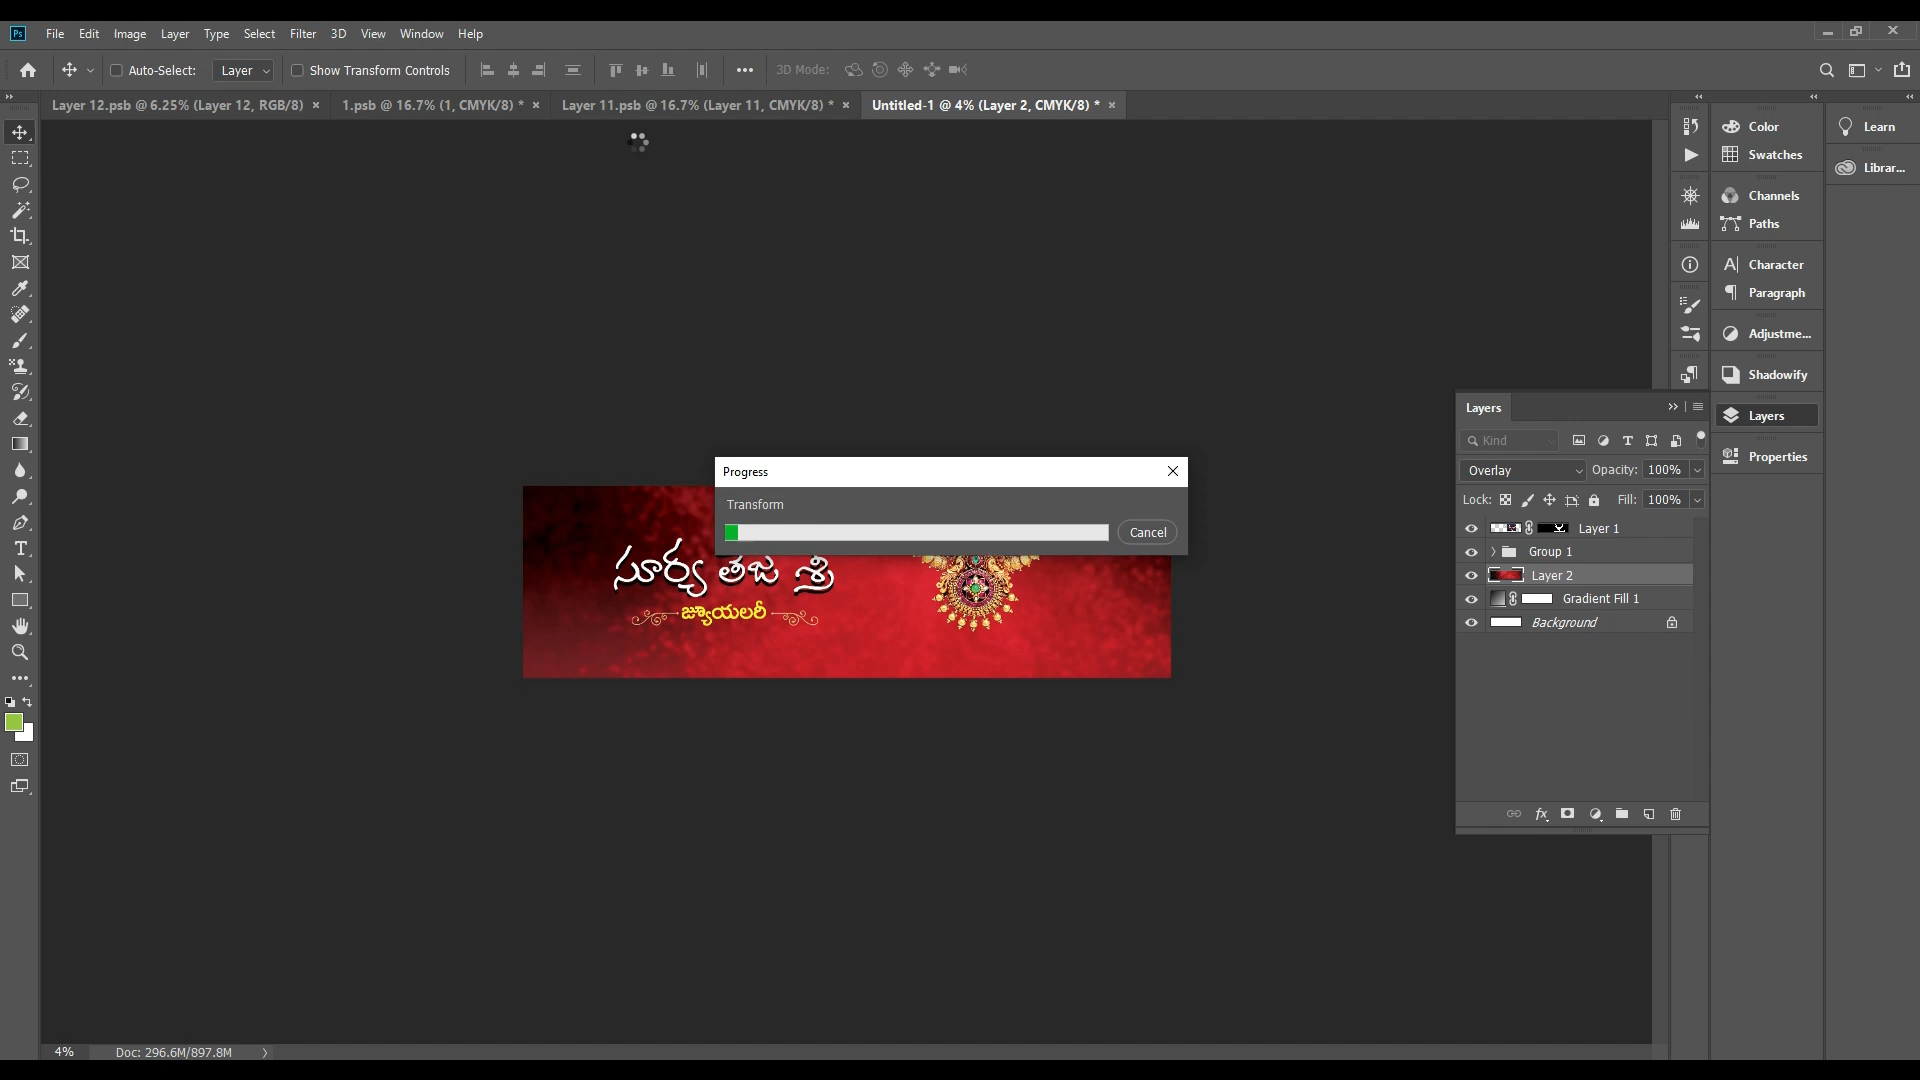 Ps File Edit Image Layer Type Select Filter 3D View Window Help
Auto-Select: Layer Show Transform Controls 3D Mode:
Layer 12.psb @ 6.25% (Layer 12, RGB/8) × 1.psb @ 16.7% (1, CMYK/8) * × Layer 11.psb @ 16.7% (Layer 11, CMYK/8) * × Untitled-1 @ 4% (Layer 2, CMYK/8) * ×
Color
Swatches
Channels
Paths
Character
Paragraph
Adjustme...
Shadowify
Layers
Properties
Learn
Librar...
Layers
Kind
Overlay Opacity: 100%
Lock: Fill: 100%
Layer 1
Group 1
Layer 2
Gradient Fill 1
Background
fx
Progress
Transform
Cancel
సూర్య తేజ శ్రీ
జ్యూయలరీ
4% Doc: 296.6M/897.8M